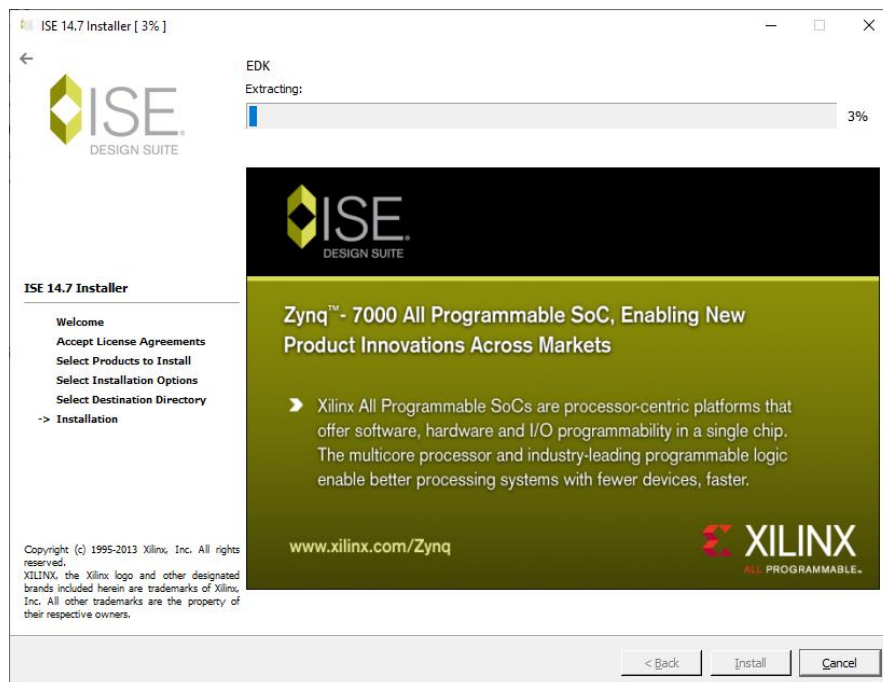 ISE 14.7 Installer [ 3% ]
ISE®
DESIGN SUITE
EDK
Extracting:
3%
ISE 14.7 Installer
Welcome
Accept License Agreements
Select Products to Install
Select Installation Options
Select Destination Directory
-> Installation
Copyright (c) 1995-2013 Xilinx, Inc. All rights
reserved.
XILINX, the Xilinx logo and other designated
brands included herein are trademarks of Xilinx,
Inc. All other trademarks are the property of
their respective owners.
ISE.
DESIGN SUITE
Zynq™- 7000 All Programmable SoC, Enabling New
Product Innovations Across Markets
Xilinx All Programmable SoCs are processor-centric platforms that
offer software, hardware and I/O programmability in a single chip.
The multicore processor and industry-leading programmable logic
enable better processing systems with fewer devices, faster.
www.xilinx.com/Zynq
XILINX
ALL PROGRAMMABLE™
< Back
Install
Cancel